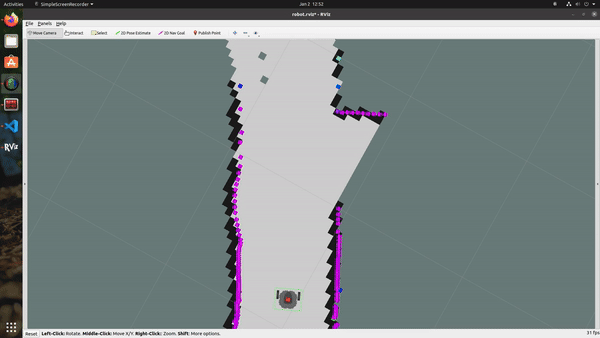 Activities SimpleScreenRecorder Jan 2 12:52
robot.rviz* - RViz
File Panels Help
Move Camera Interact Select 2D Pose Estimate 2D Nav Goal Publish Point
RViz
Reset Left-Click: Rotate. Middle-Click: Move X/Y. Right-Click: Zoom. Shift: More options. 31 fps